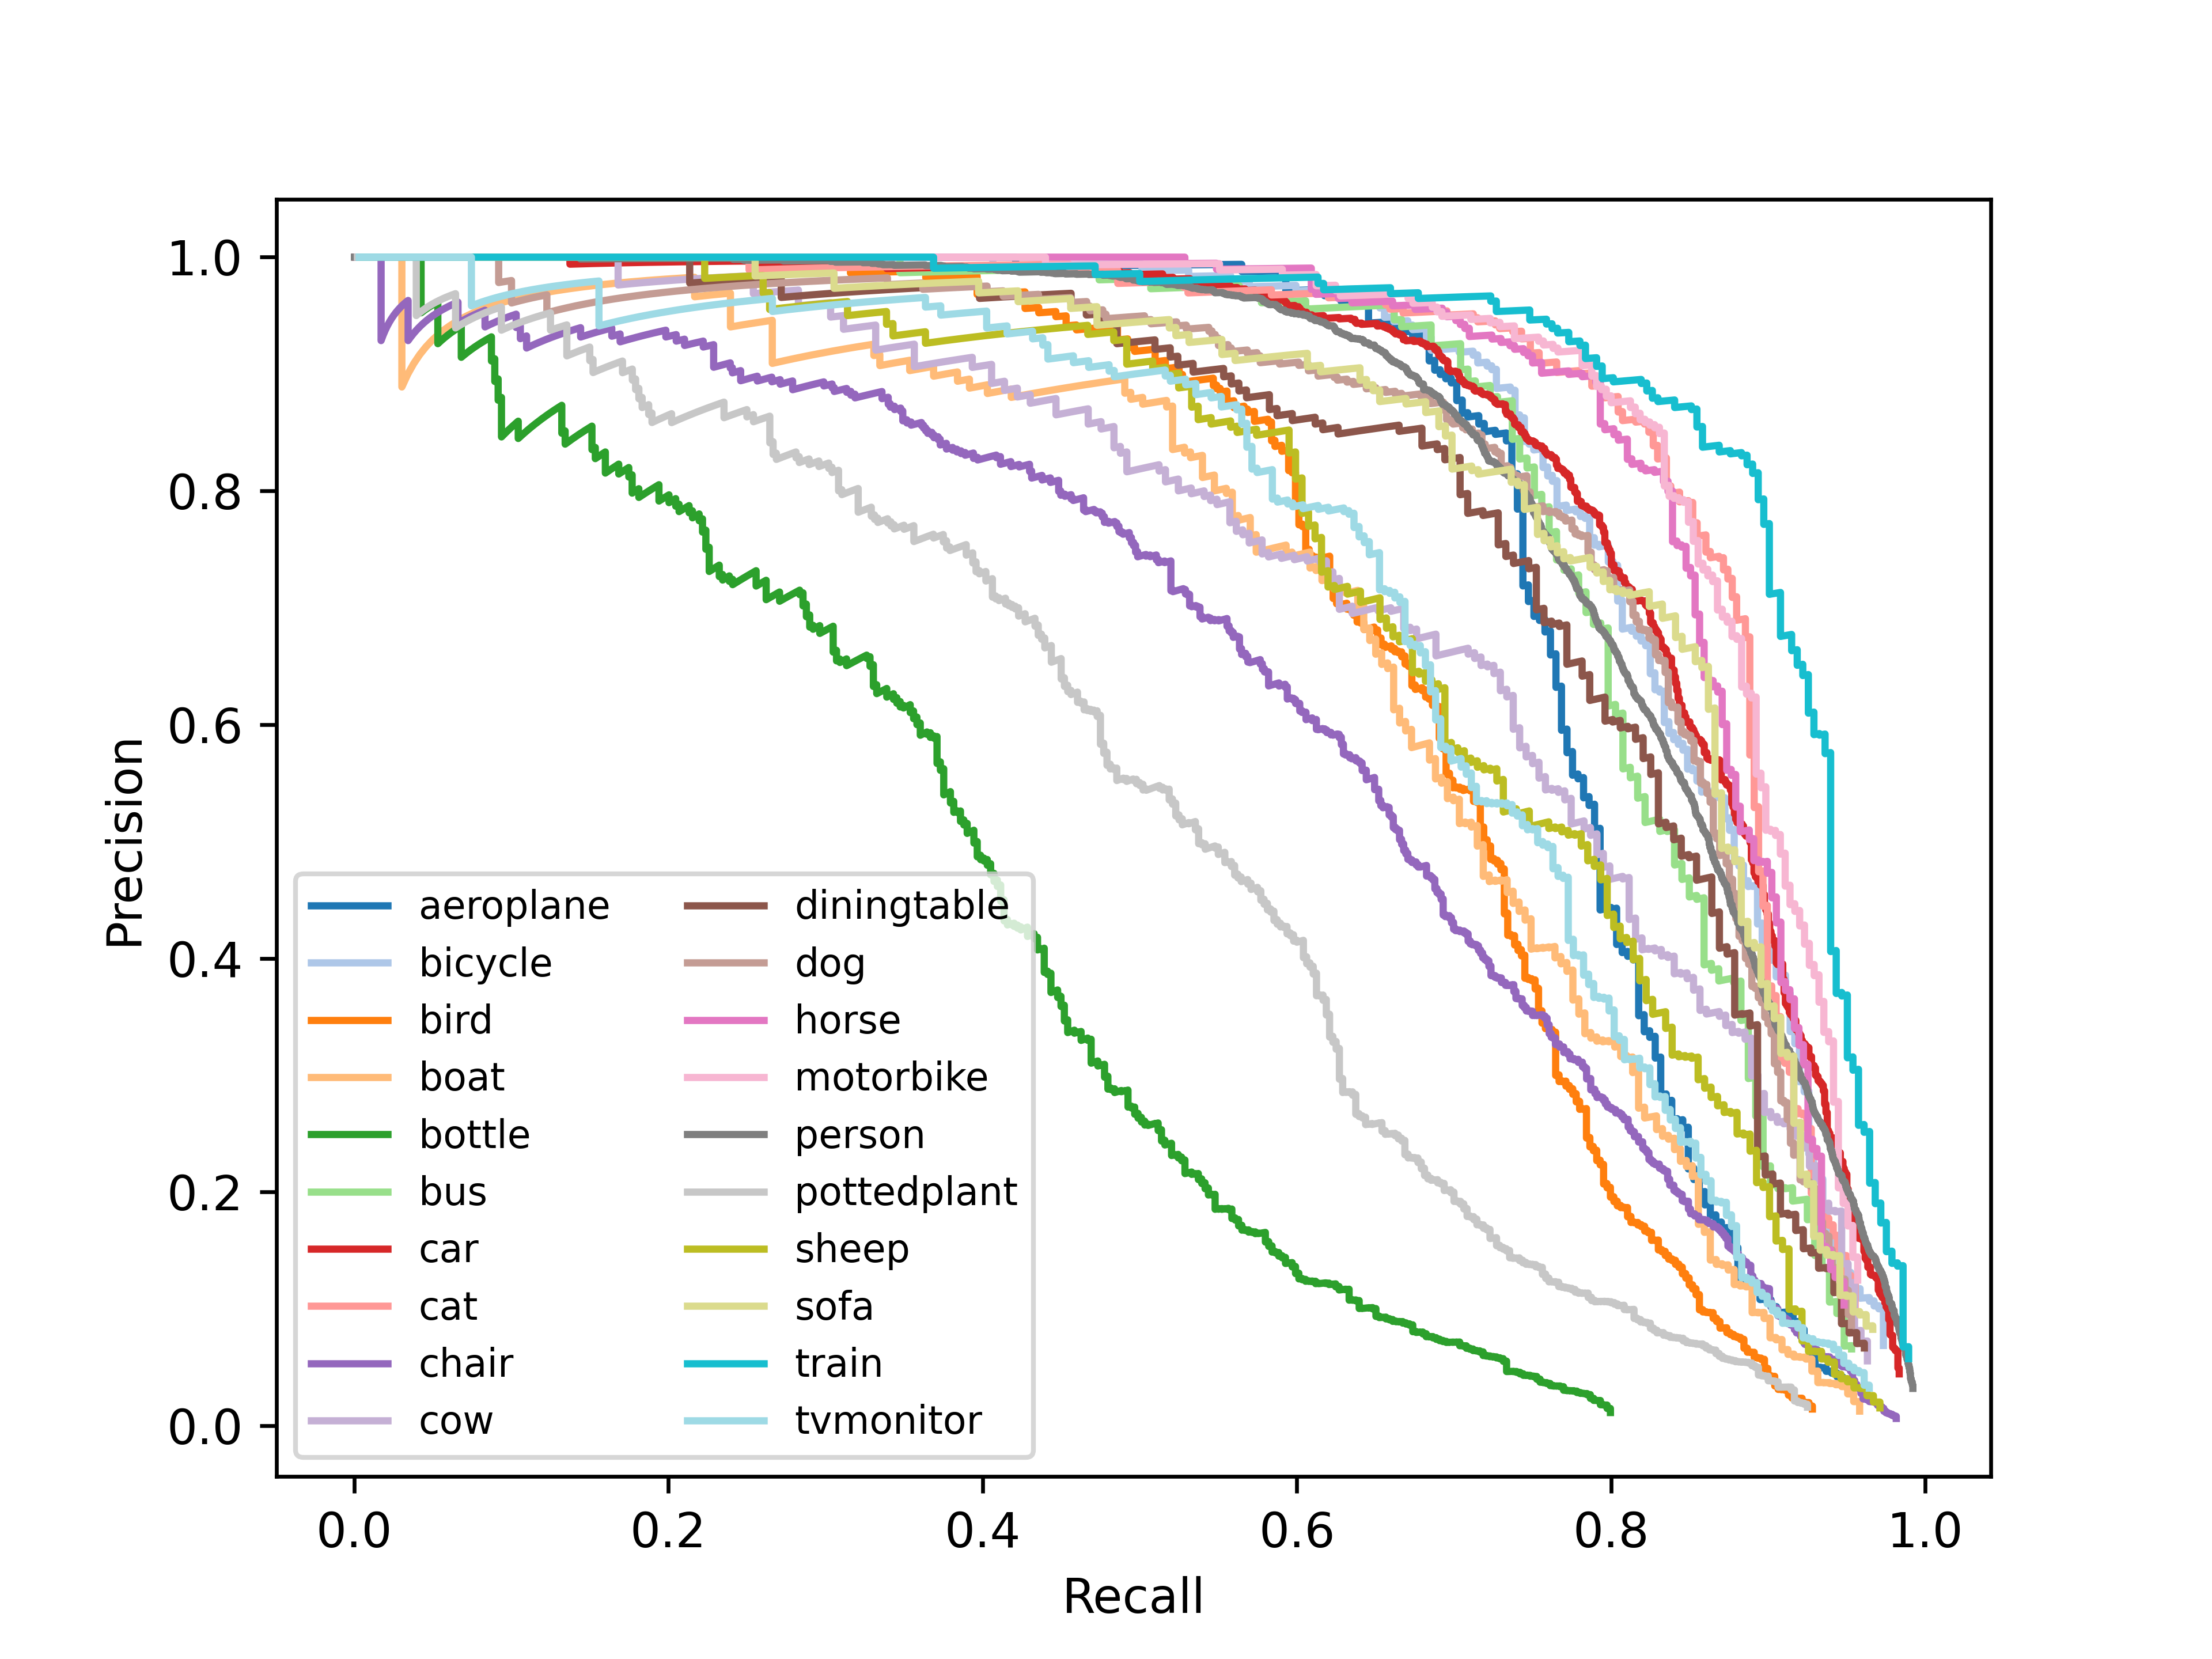 1.0
0.8
0.6
0.4
0.2
0.0
Precision
aeroplane
bicycle
bird
boat
bottle
bus
car
cat
chair
cow
diningtable
dog
horse
motorbike
person
pottedplant
sheep
sofa
train
tvmonitor
0.0 0.2 0.4 0.6 0.8 1.0
Recall